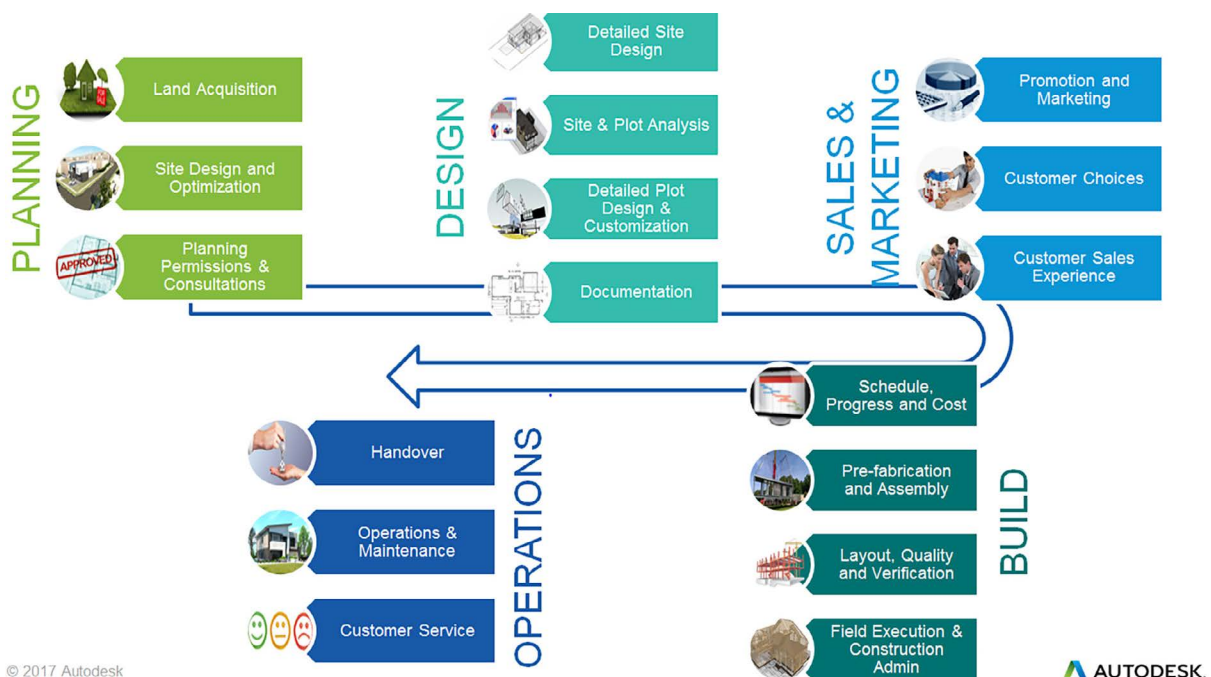 PLANNING
Land Acquisition
Site Design and
Optimization
APPROVED
Planning
Permissions &
Consultations
DESIGN
Detailed Site
Design
Site & Plot Analysis
Detailed Plot
Design &
Customization
Documentation
SALES &
MARKETING
Promotion and
Marketing
Customer Choices
Customer Sales
Experience
Handover
Operations &
Maintenance
Customer Service
OPERATIONS
Schedule,
Progress and Cost
Pre-fabrication
and Assembly
Layout, Quality
and Verification
Field Execution &
Construction
Admin
BUILD
© 2017 Autodesk
AUTODESK.